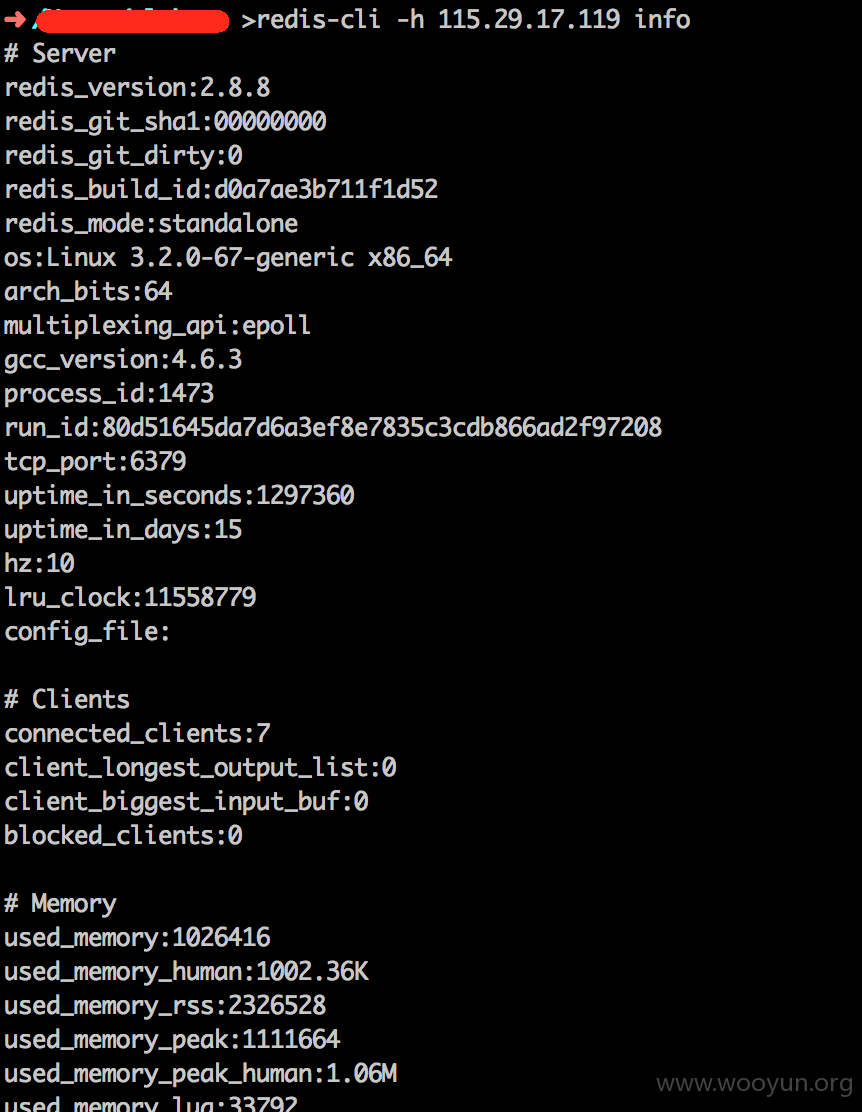 >redis-cli -h 115.29.17.119 info
# Server
redis_version:2.8.8
redis_git_sha1:00000000
redis_git_dirty:0
redis_build_id:d0a7ae3b711f1d52
redis_mode:standalone
os:Linux 3.2.0-67-generic x86_64
arch_bits:64
multiplexing_api:epoll
gcc_version:4.6.3
process_id:1473
run_id:80d51645da7d6a3ef8e7835c3cdb866ad2f97208
tcp_port:6379
uptime_in_seconds:1297360
uptime_in_days:15
hz:10
lru_clock:11558779
config_file:
# Clients
connected_clients:7
client_longest_output_list:0
client_biggest_input_buf:0
blocked_clients:0
# Memory
used_memory:1026416
used_memory_human:1002.36K
used_memory_rss:2326528
used_memory_peak:1111664
used_memory_peak_human:1.06M
used_memory_lua:33792
www.wooyun.org